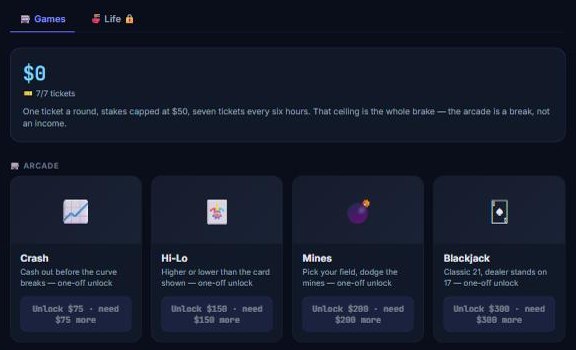 Games
Life
$0
7/7 tickets
One ticket a round, stakes capped at $50, seven tickets every six hours. That ceiling is the whole brake — the arcade is a break, not
an income.
ARCADE
Crash
Cash out before the curve
breaks — one-off unlock
Unlock $75 · need
$75 more
Hi-Lo
Higher or lower than the card
shown — one-off unlock
Unlock $150 · need
$150 more
Mines
Pick your field, dodge the
mines — one-off unlock
Unlock $200 · need
$200 more
Blackjack
Classic 21, dealer stands on
17 — one-off unlock
Unlock $300 · need
$300 more